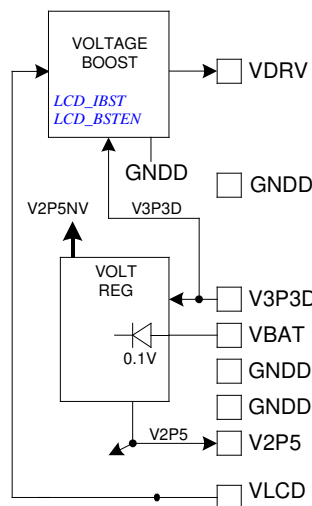 VOLTAGE
BOOST
LCD_IBST
LCD_BSTEN
VDRV
GNDD
GNDD
V2P5NV
V3P3D
VOLT
REG
V3P3D
VBAT
0.1V
GNDD
GNDD
V2P5
V2P5
VLCD